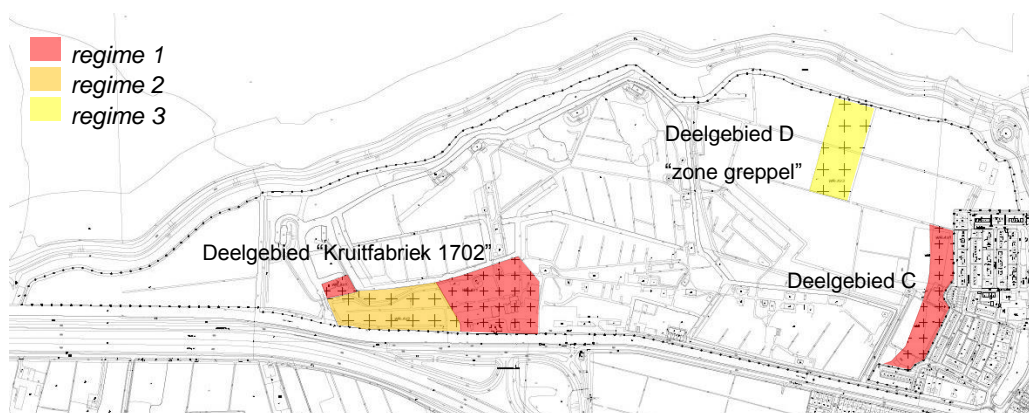 regime 1
regime 2
regime 3
Deelgebied D
“zone greppel”
Deelgebied “Kruitfabriek 1702”
Deelgebied C